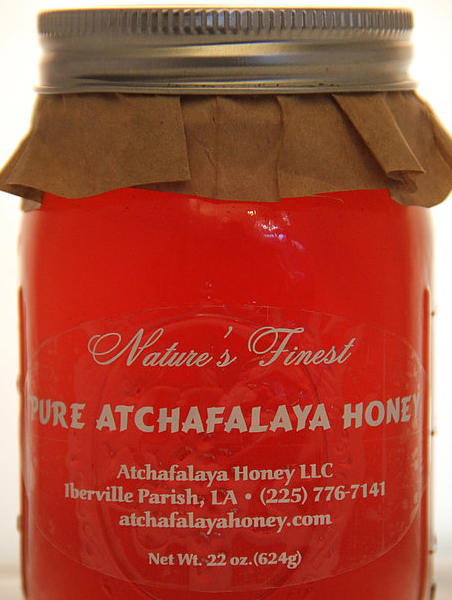 Nature's Finest
PURE ATCHAFALAYA HONEY
Atchafalaya Honey LLC
Iberville Parish, LA • (225) 776-7141
atchafalayahoney.com
Net Wt. 22 oz.(624g)